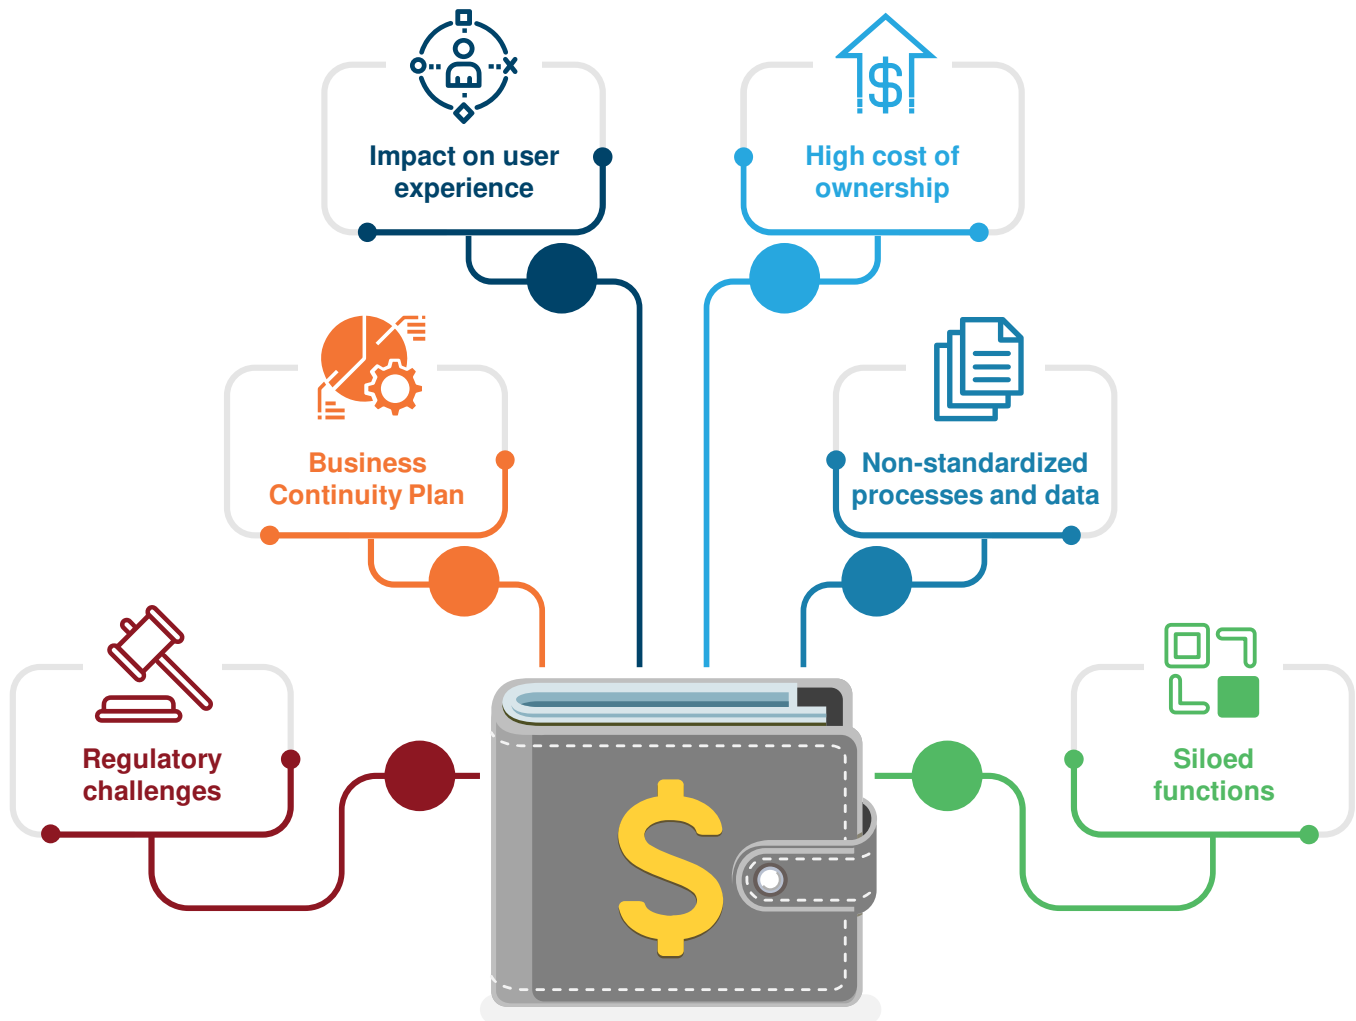 Impact on user
experience
High cost of
ownership
Business
Continuity Plan
Non-standardized
processes and data
Regulatory
challenges
Siloed
functions
$
$